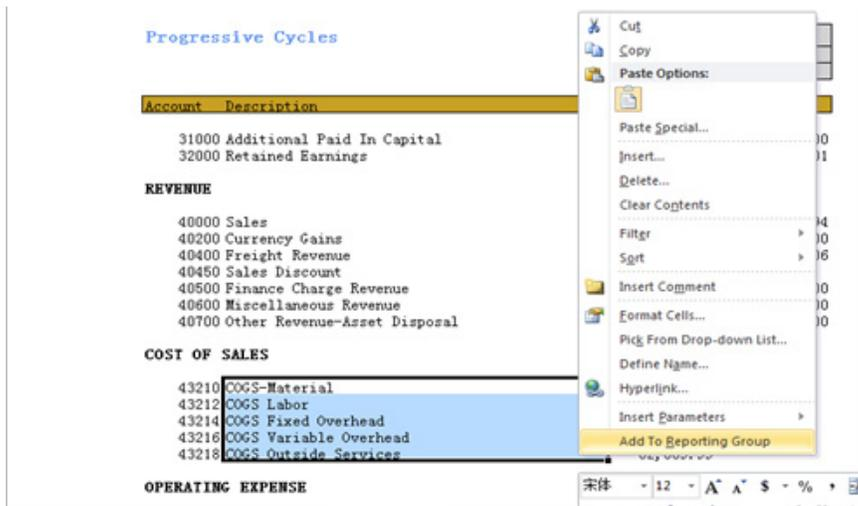 Progressive Cycles
Account Description
31000 Additional Paid In Capital
32000 Retained Earnings
REVENUE
40000 Sales
40200 Currency Gains
40400 Freight Revenue
40450 Sales Discount
40500 Finance Charge Revenue
40600 Miscellaneous Revenue
40700 Other Revenue-Asset Disposal
COST OF SALES
43210 COGS-Material
43212 COGS Labor
43214 COGS Fixed Overhead
43216 COGS Variable Overhead
43218 COGS Outside Services
OPERATING EXPENSE
Cut
Copy
Paste Options:
Paste Special...
Insert...
Delete...
Clear Contents
Filter
Sort
Insert Comment
Format Cells...
Pick From Drop-down List...
Define Name...
Hyperlink...
Insert Parameters
Add To Reporting Group
宋体 12 A A $ % ,